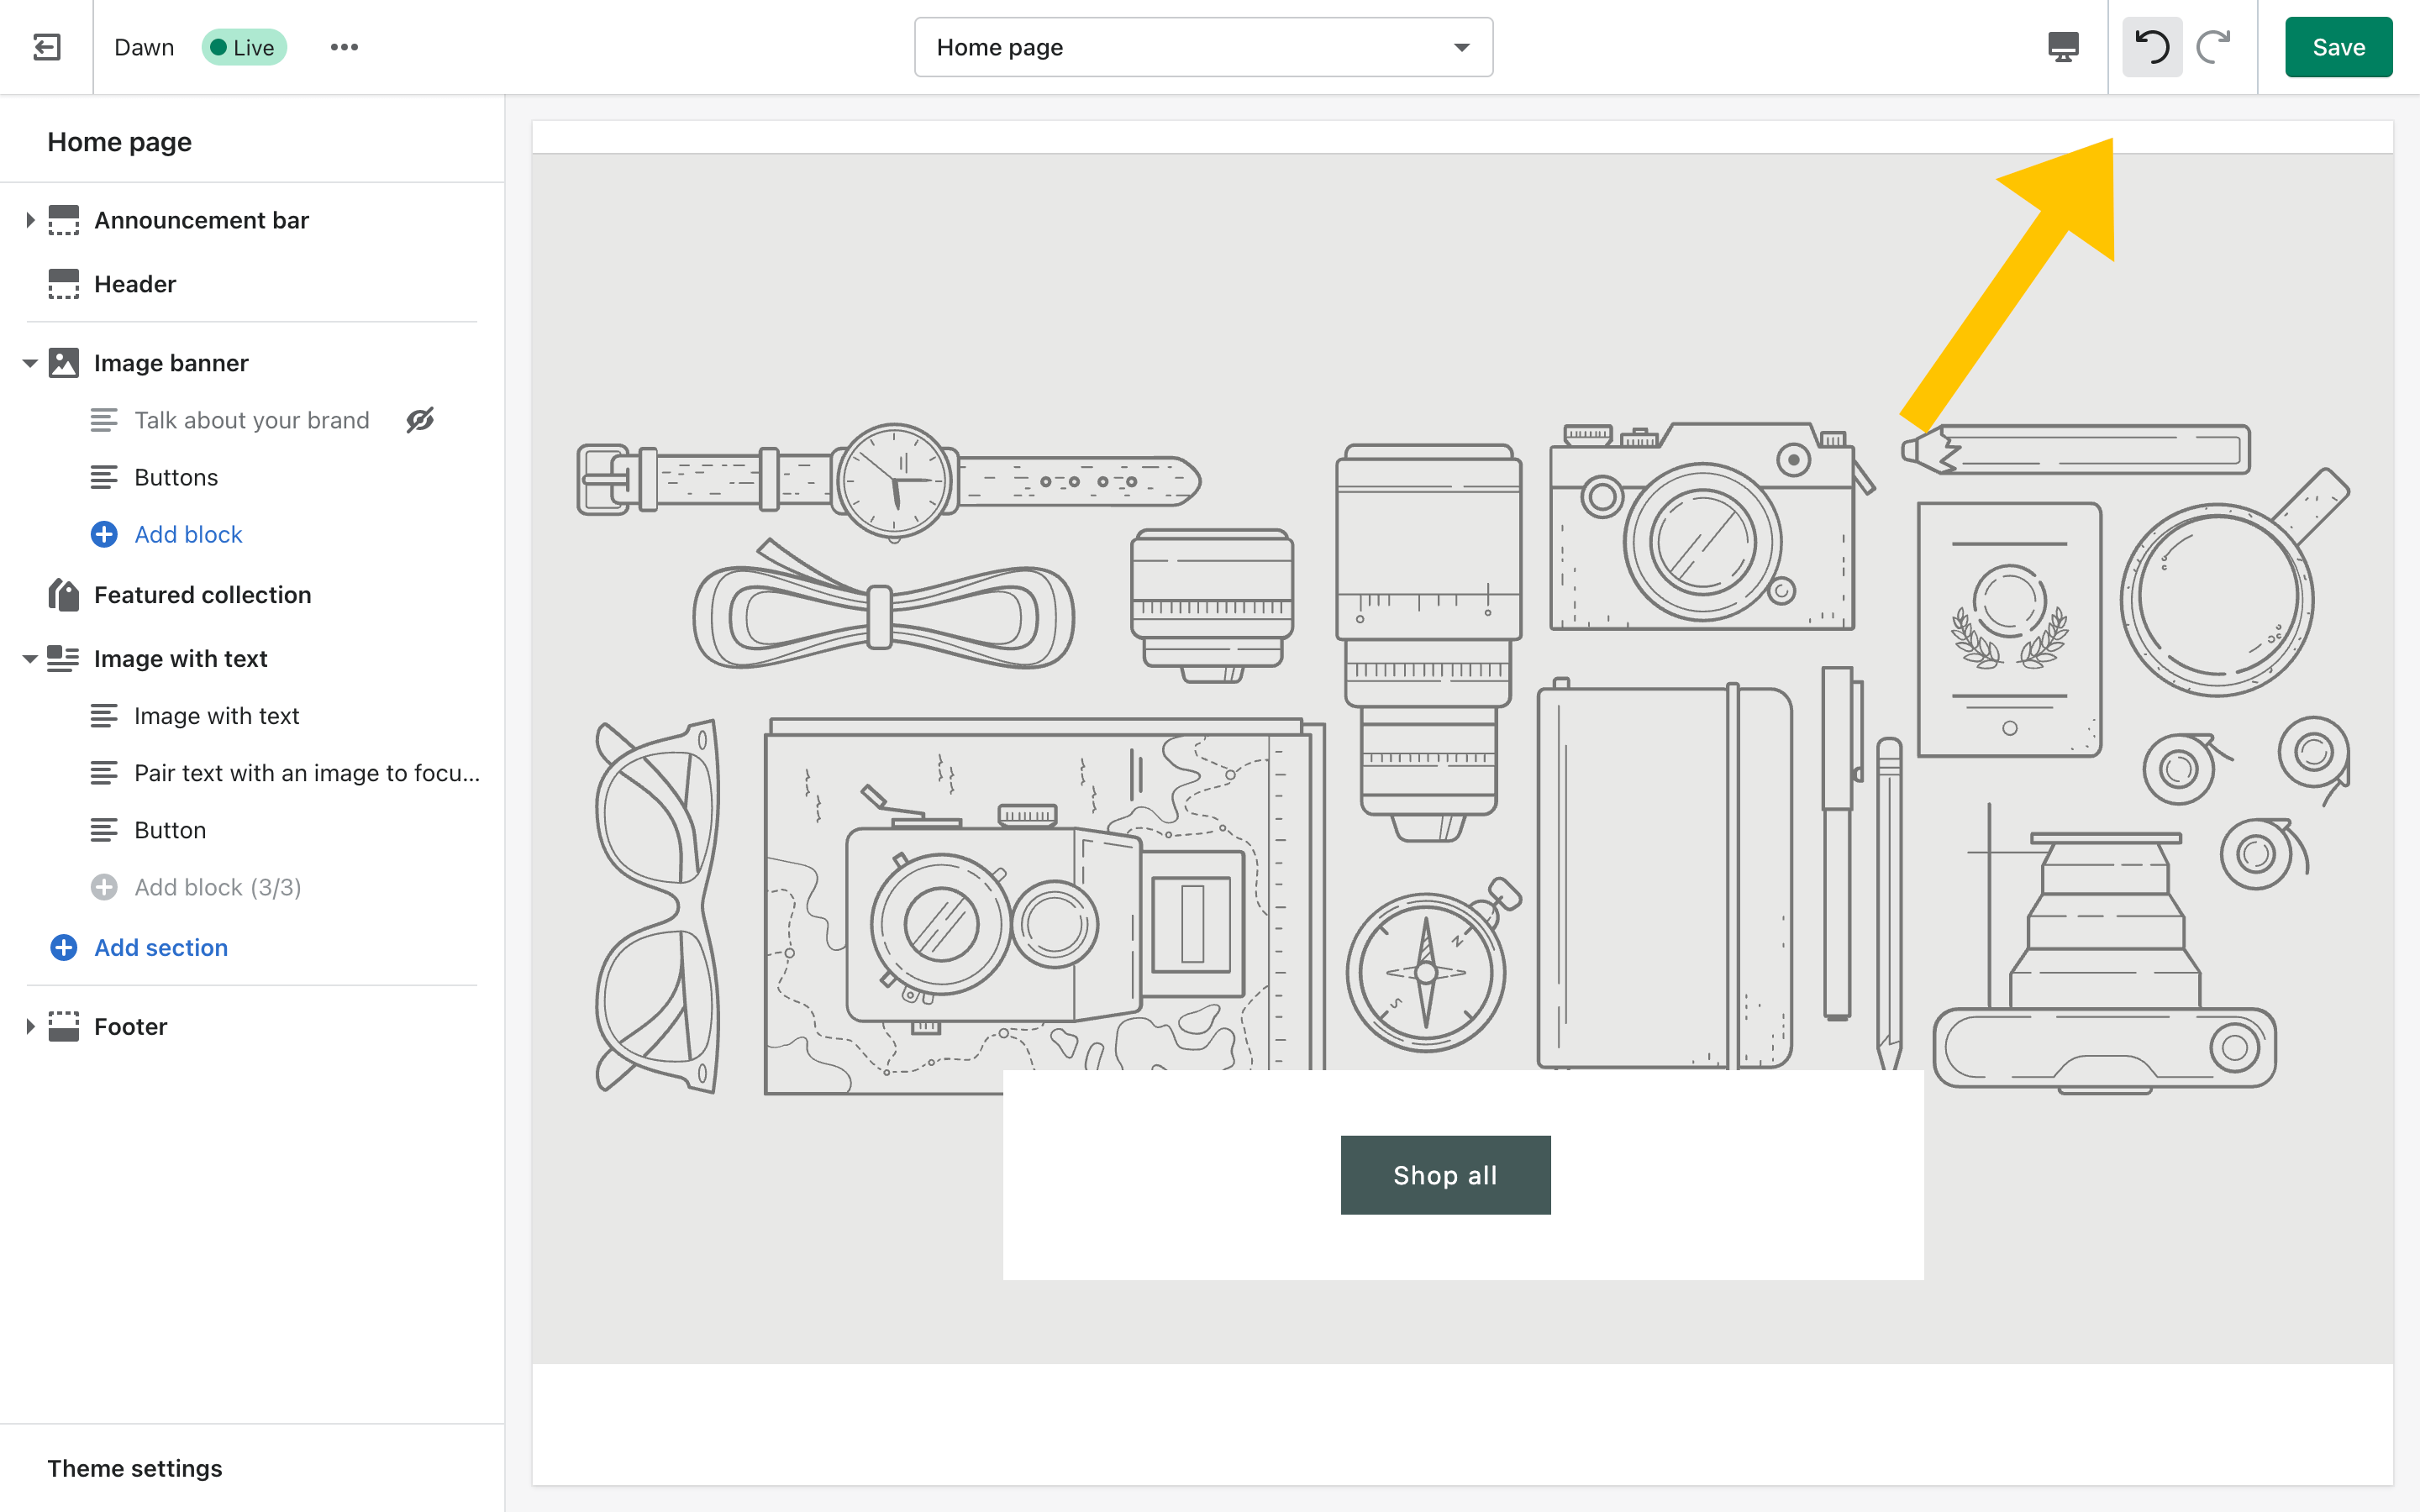 Dawn
Live
Home page
Save
Home page
Announcement bar
Header
Image banner
Talk about your brand
Buttons
Add block
Featured collection
Image with text
Image with text
Pair text with an image to focu...
Button
Add block (3/3)
Add section
Footer
Theme settings
N
S
Shop all